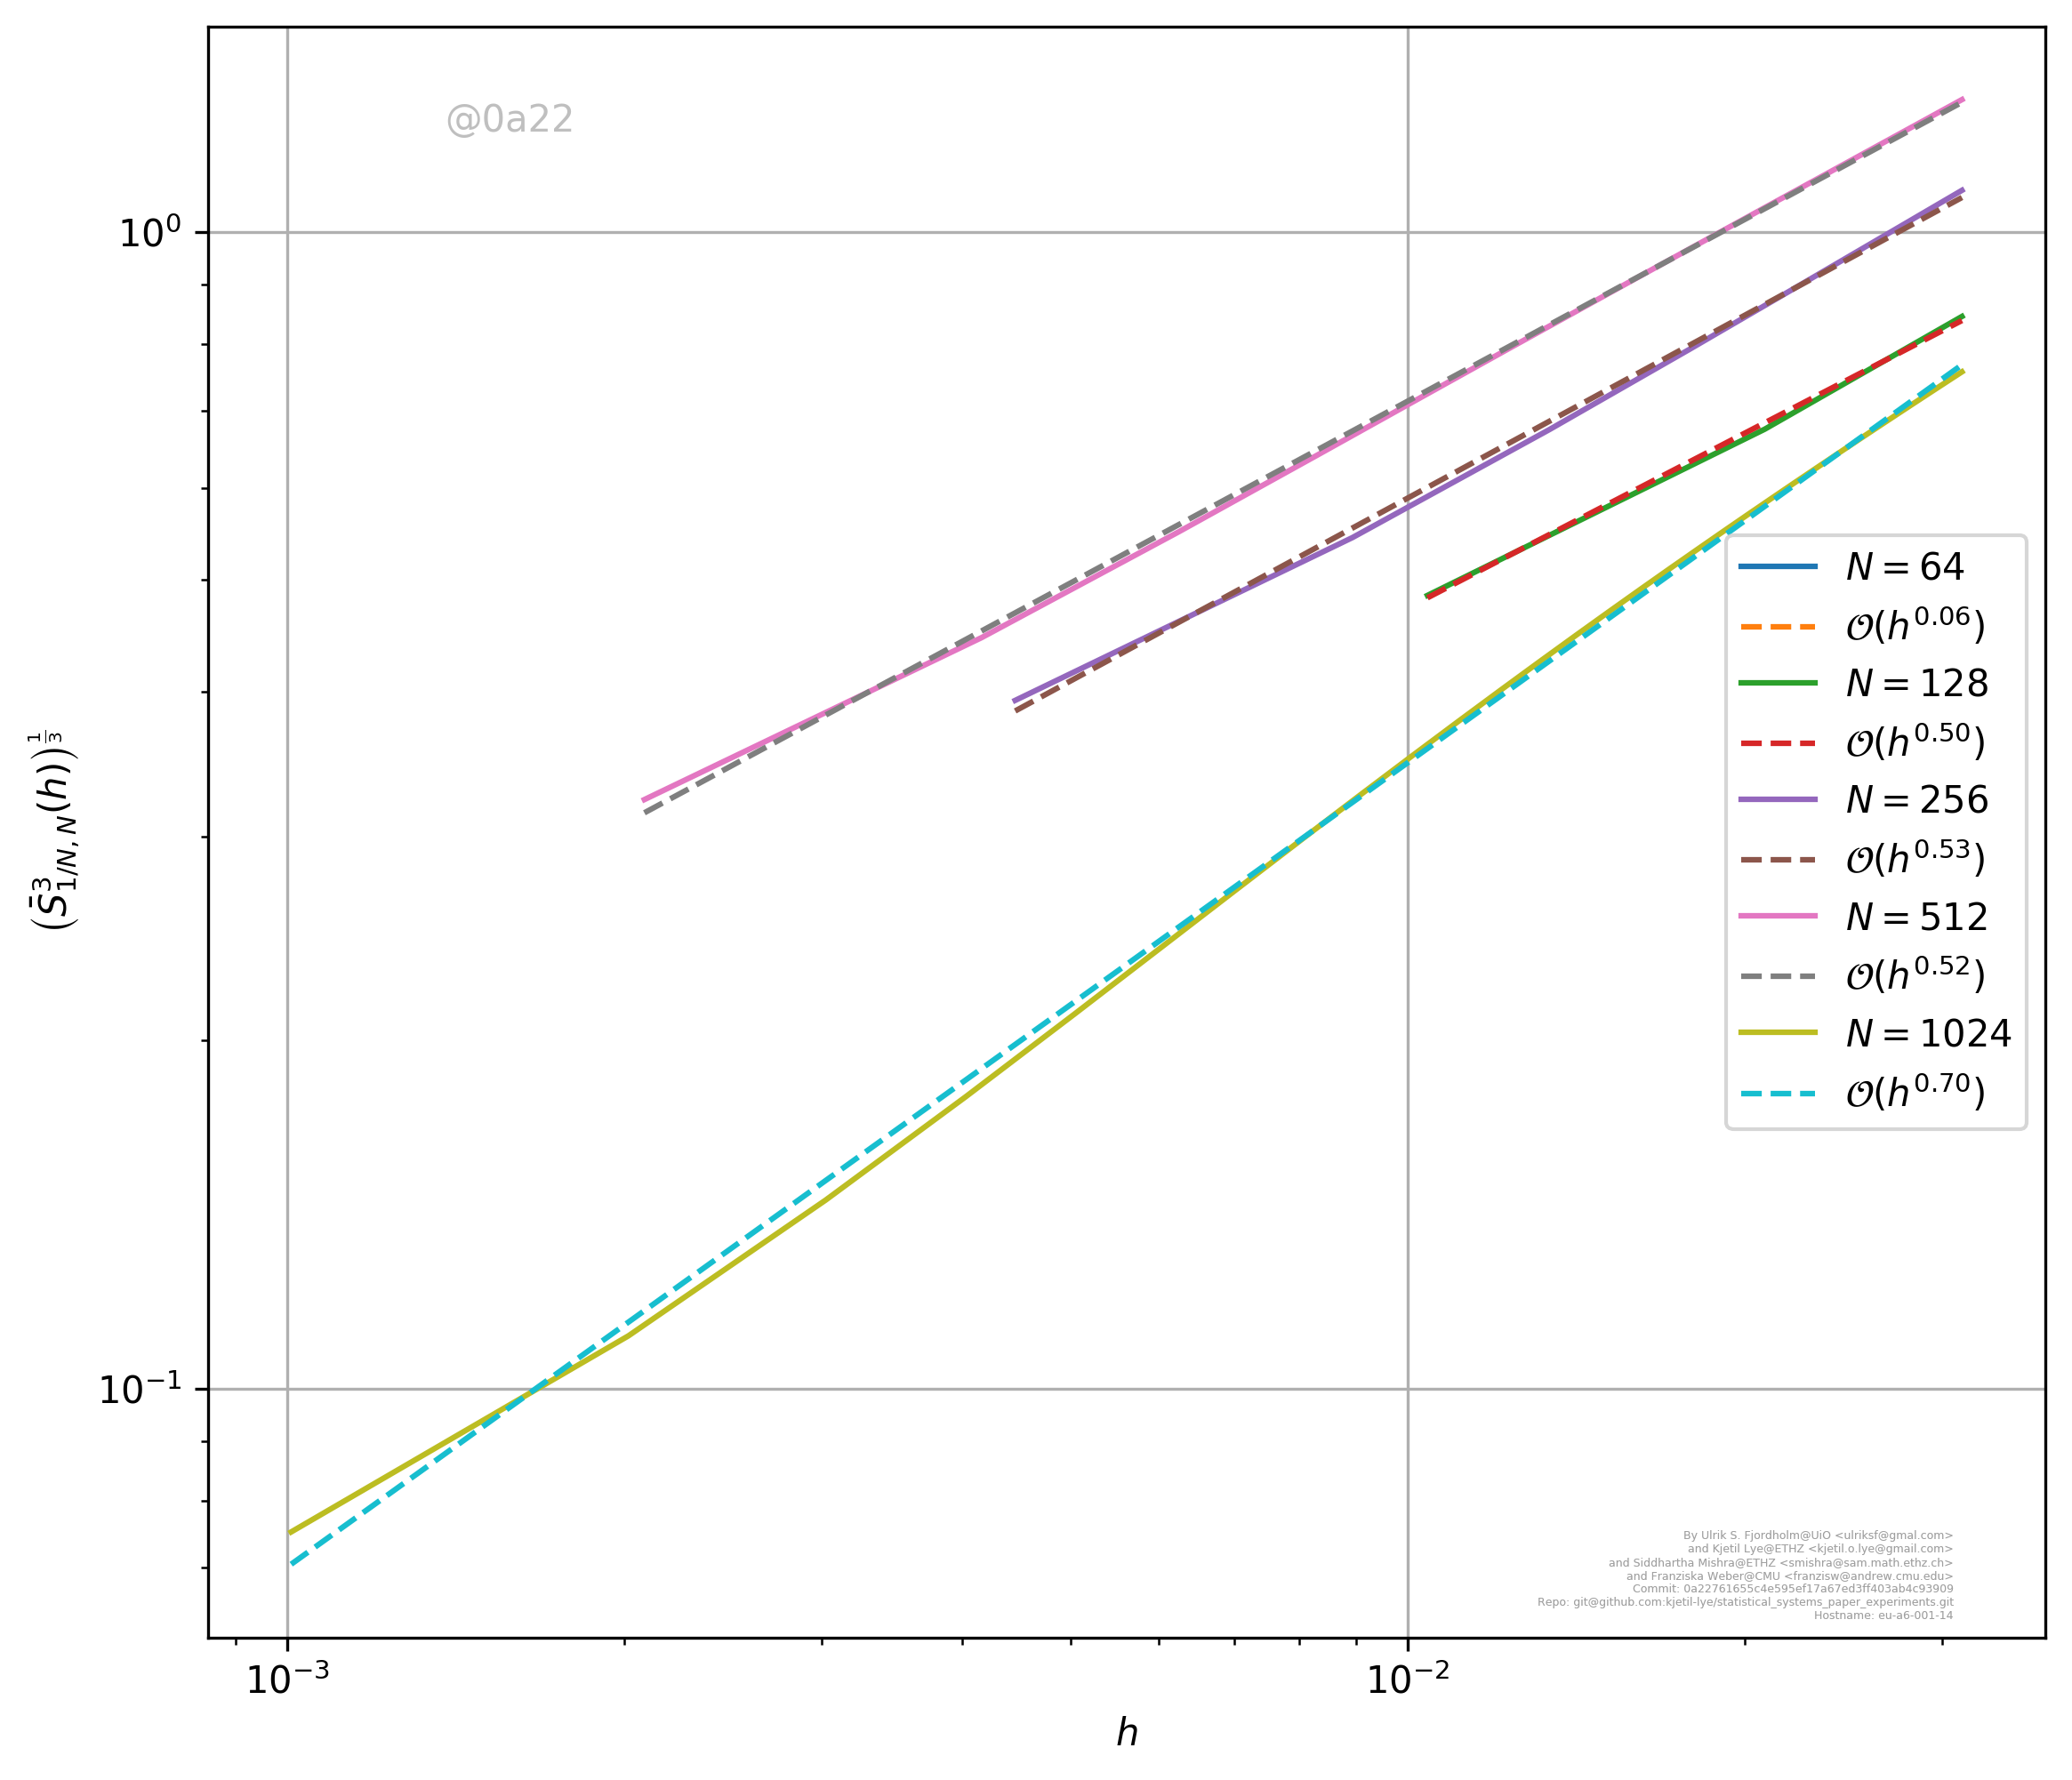 @0a22
10⁰
10⁻¹
(S̄³_{1/N, N}(h))^{1/3}
N = 64
𝒪(h^{0.06})
N = 128
𝒪(h^{0.50})
N = 256
𝒪(h^{0.53})
N = 512
𝒪(h^{0.52})
N = 1024
𝒪(h^{0.70})
By Ulrik S. Fjordholm@UiO <ulriksf@gmal.com>
and Kjetil Lye@ETHZ <kjetil.o.lye@gmail.com>
and Siddhartha Mishra@ETHZ <smishra@sam.math.ethz.ch>
and Franziska Weber@CMU <franzisw@andrew.cmu.edu>
Commit: 0a22761655c4e595ef17a67ed3ff403ab4c93909
Repo: git@github.com:kjetil-lye/statistical_systems_paper_experiments.git
Hostname: eu-a6-001-14
10⁻³
10⁻²
h